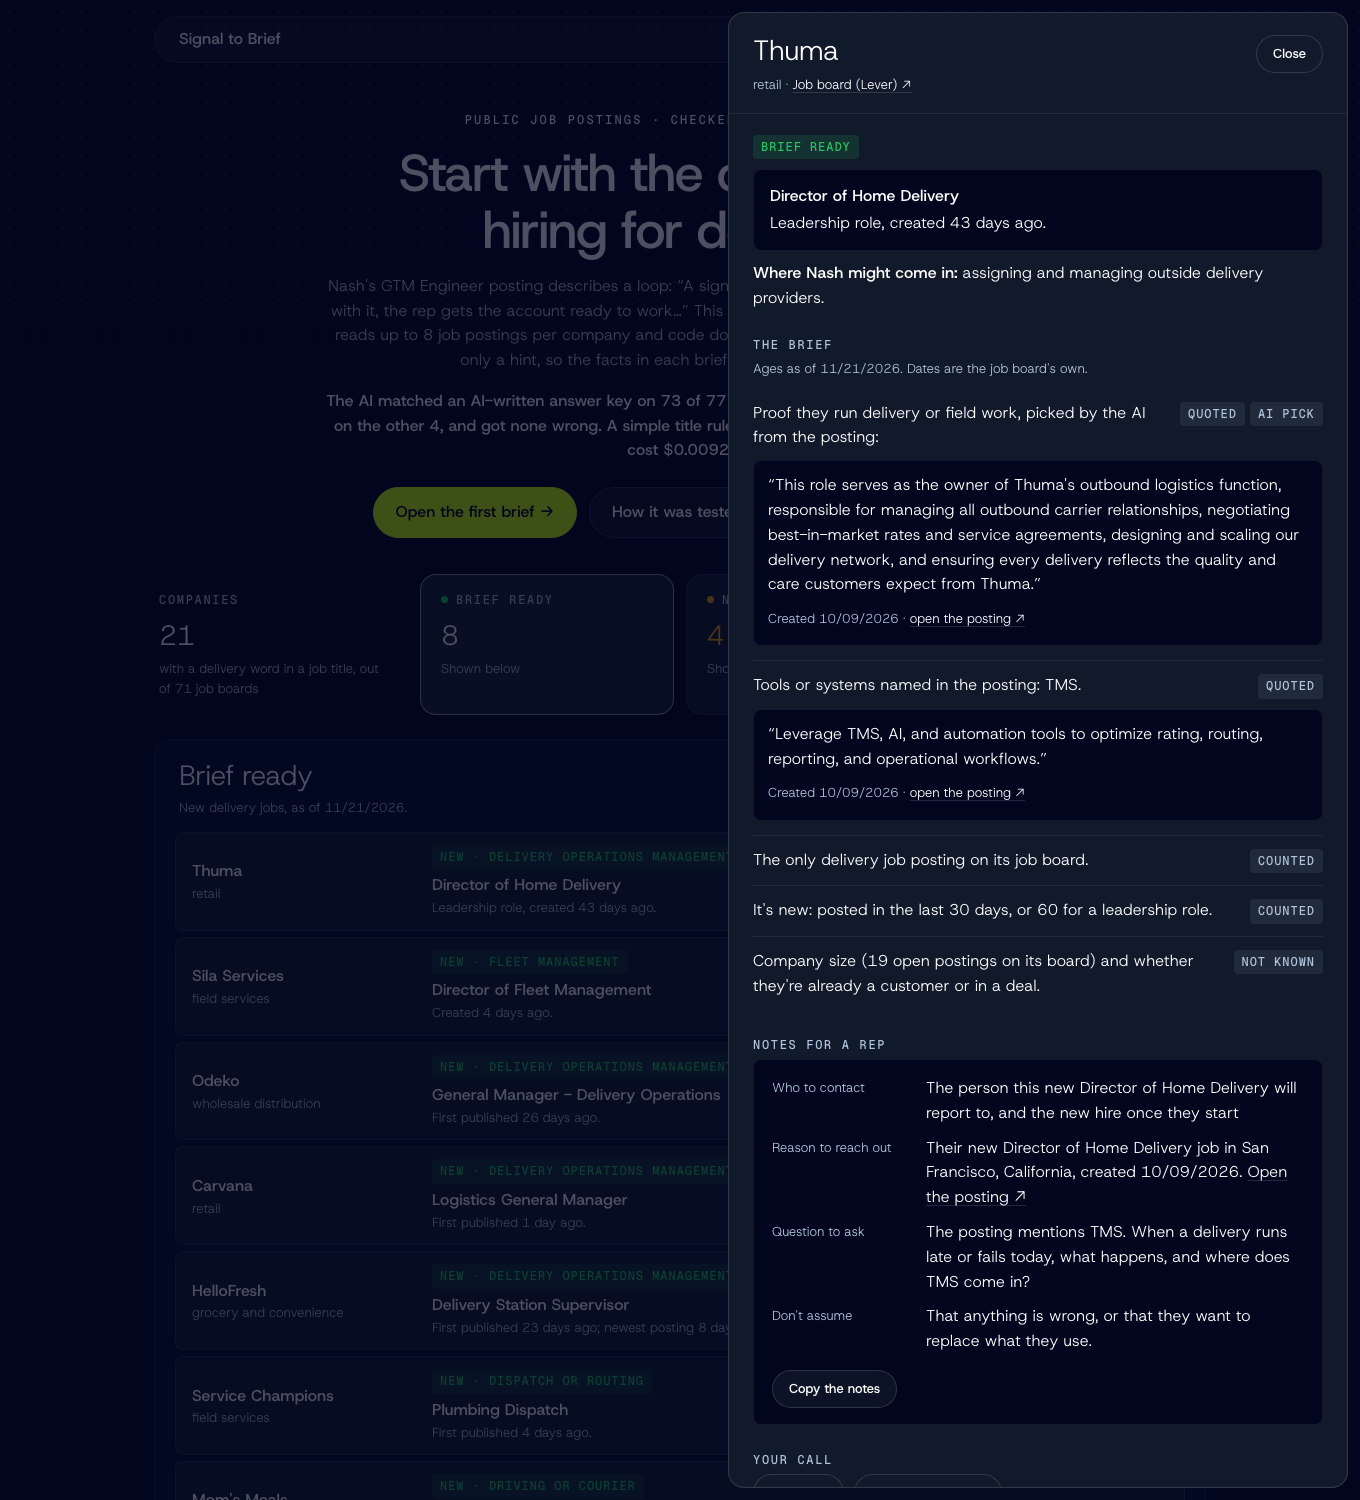 Signal to Brief
PUBLIC JOB POSTINGS · CHECKE
Start with the
hiring for d
Nash's GTM Engineer posting describes a loop: “A sign
with it, the rep gets the account ready to work…” This
reads up to 8 job postings per company and code do
only a hint, so the facts in each brief
The AI matched an AI-written answer key on 73 of 77
on the other 4, and got none wrong. A simple title rule
cost $0.0092
Open the first brief →
How it was teste
COMPANIES
21
with a delivery word in a job title, out
of 71 job boards
BRIEF READY
8
Shown below
4
Sho
Brief ready
New delivery jobs, as of 11/21/2026.
Thuma
retail
NEW · DELIVERY OPERATIONS MANAGEMENT
Director of Home Delivery
Leadership role, created 43 days ago.
Sila Services
field services
NEW · FLEET MANAGEMENT
Director of Fleet Management
Created 4 days ago.
Odeko
wholesale distribution
NEW · DELIVERY OPERATIONS MANAGEMENT
General Manager - Delivery Operations
First published 26 days ago.
Carvana
retail
NEW · DELIVERY OPERATIONS MANAGEMENT
Logistics General Manager
First published 1 day ago.
HelloFresh
grocery and convenience
NEW · DELIVERY OPERATIONS MANAGEMENT
Delivery Station Supervisor
First published 23 days ago; newest posting 8 day
Service Champions
field services
NEW · DISPATCH OR ROUTING
Plumbing Dispatch
First published 4 days ago.
Mom's Meals
NEW · DRIVING OR COURIER
Thuma
Close
retail · Job board (Lever) ↗
BRIEF READY
Director of Home Delivery
Leadership role, created 43 days ago.
Where Nash might come in: assigning and managing outside delivery
providers.
THE BRIEF
Ages as of 11/21/2026. Dates are the job board's own.
Proof they run delivery or field work, picked by the AI
from the posting:
QUOTED AI PICK
“This role serves as the owner of Thuma's outbound logistics function,
responsible for managing all outbound carrier relationships, negotiating
best-in-market rates and service agreements, designing and scaling our
delivery network, and ensuring every delivery reflects the quality and
care customers expect from Thuma.”
Created 10/09/2026 · open the posting ↗
Tools or systems named in the posting: TMS.
QUOTED
“Leverage TMS, AI, and automation tools to optimize rating, routing,
reporting, and operational workflows.”
Created 10/09/2026 · open the posting ↗
The only delivery job posting on its job board.
COUNTED
It's new: posted in the last 30 days, or 60 for a leadership role.
COUNTED
Company size (19 open postings on its board) and whether
they're already a customer or in a deal.
NOT KNOWN
NOTES FOR A REP
Who to contact
The person this new Director of Home Delivery will
report to, and the new hire once they start
Reason to reach out
Their new Director of Home Delivery job in San
Francisco, California, created 10/09/2026. Open
the posting ↗
Question to ask
The posting mentions TMS. When a delivery runs
late or fails today, what happens, and where does
TMS come in?
Don't assume
That anything is wrong, or that they want to
replace what they use.
Copy the notes
YOUR CALL